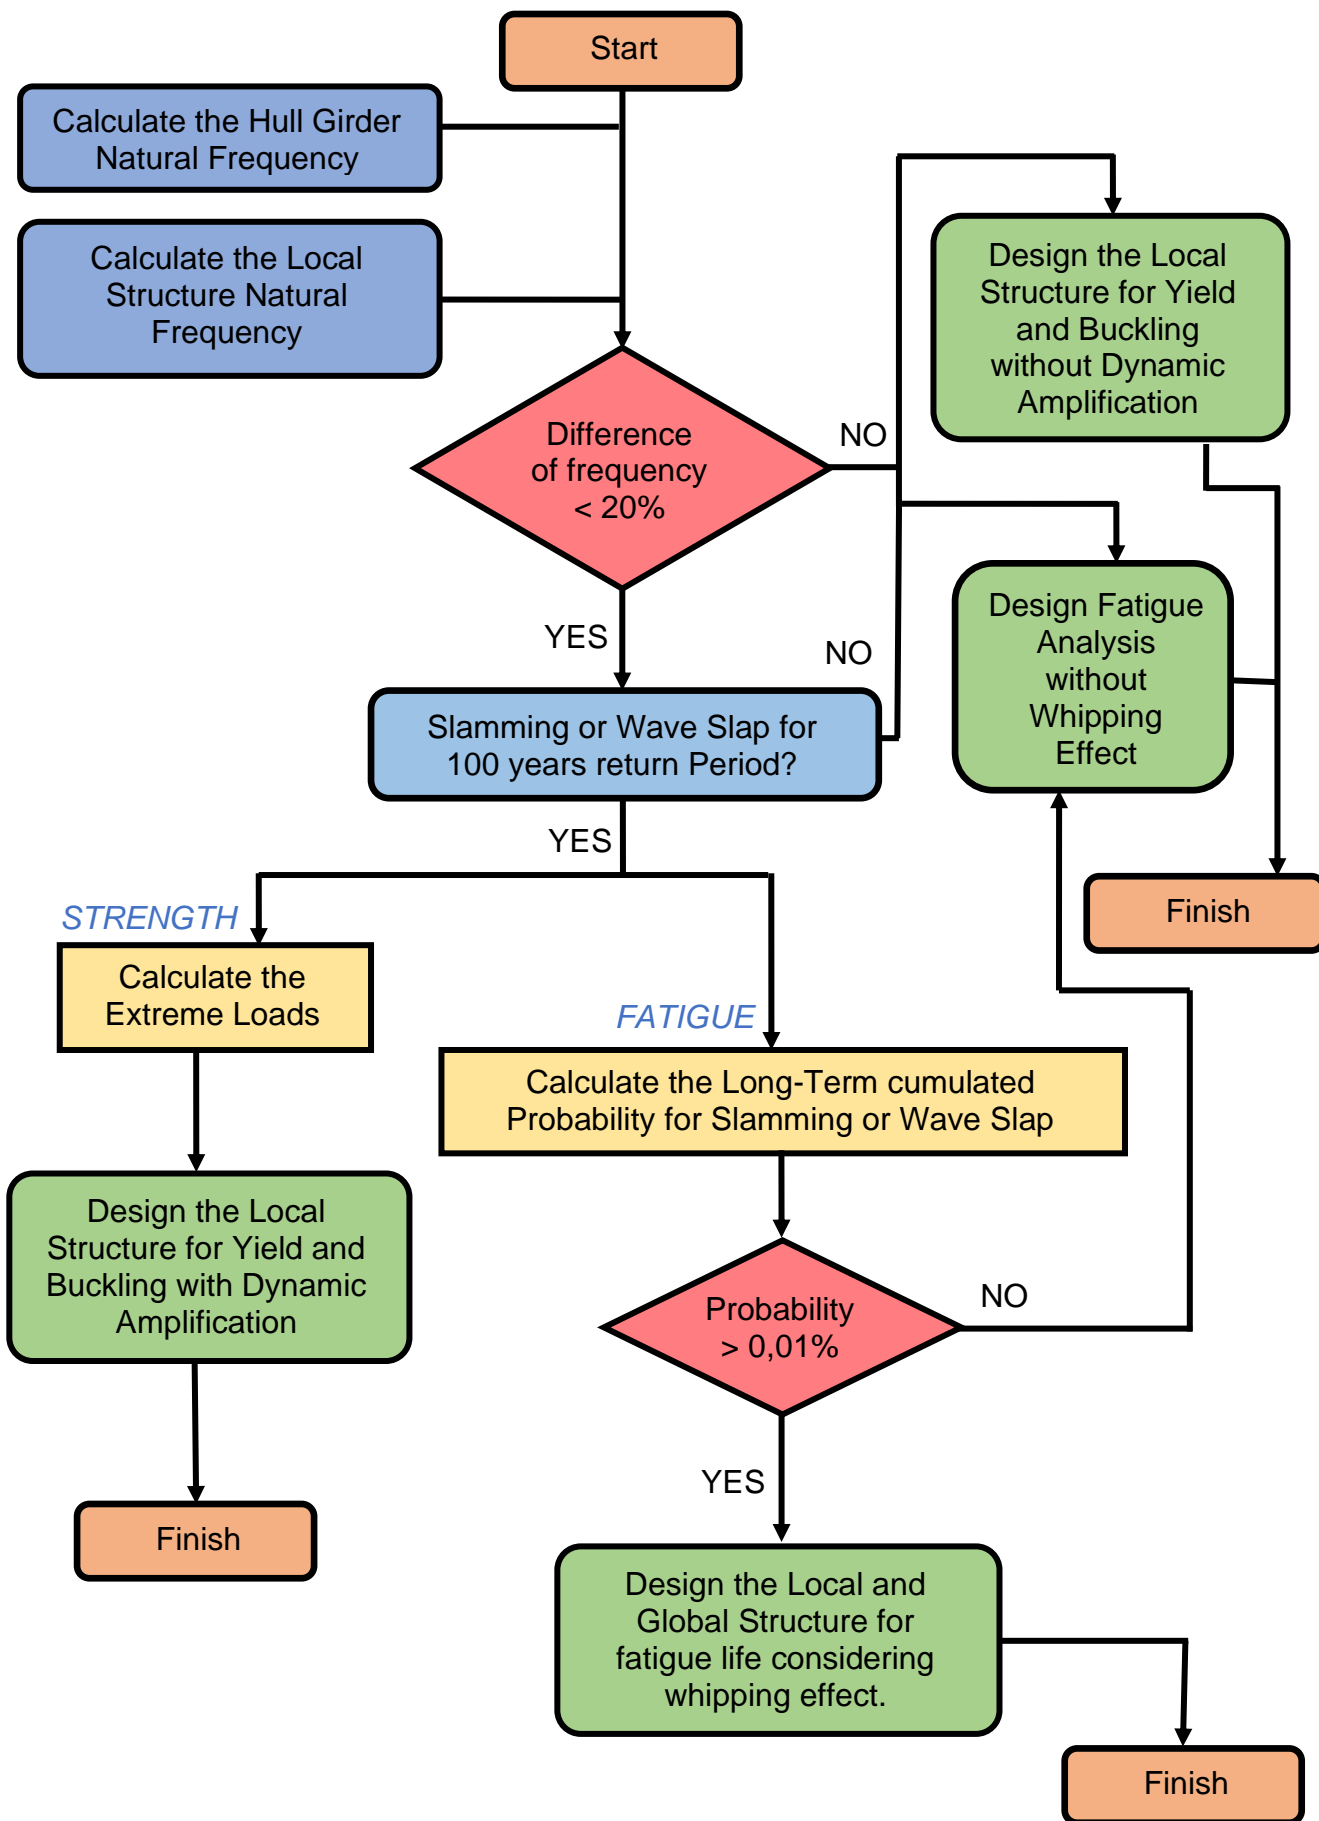 Start
Calculate the Hull Girder
Natural Frequency
Calculate the Local
Structure Natural
Frequency
Design the Local
Structure for Yield
and Buckling
without Dynamic
Amplification
Difference
of frequency
< 20%
NO
YES
NO
Design Fatigue
Analysis
without
Whipping
Effect
Slamming or Wave Slap for
100 years return Period?
YES
STRENGTH
Finish
Calculate the
Extreme Loads
FATIGUE
Calculate the Long-Term cumulated
Probability for Slamming or Wave Slap
Design the Local
Structure for Yield and
Buckling with Dynamic
Amplification
Probability
> 0,01%
NO
YES
Finish
Design the Local and
Global Structure for
fatigue life considering
whipping effect.
Finish